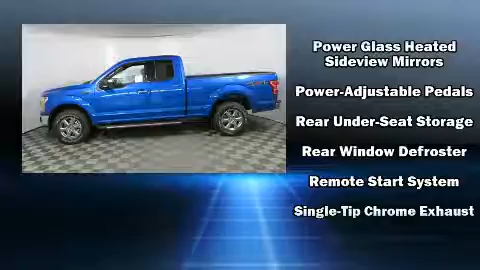 Power Glass Heated
Sideview Mirrors
Power-Adjustable Pedals
Rear Under-Seat Storage
Rear Window Defroster
Remote Start System
Single-Tip Chrome Exhaust